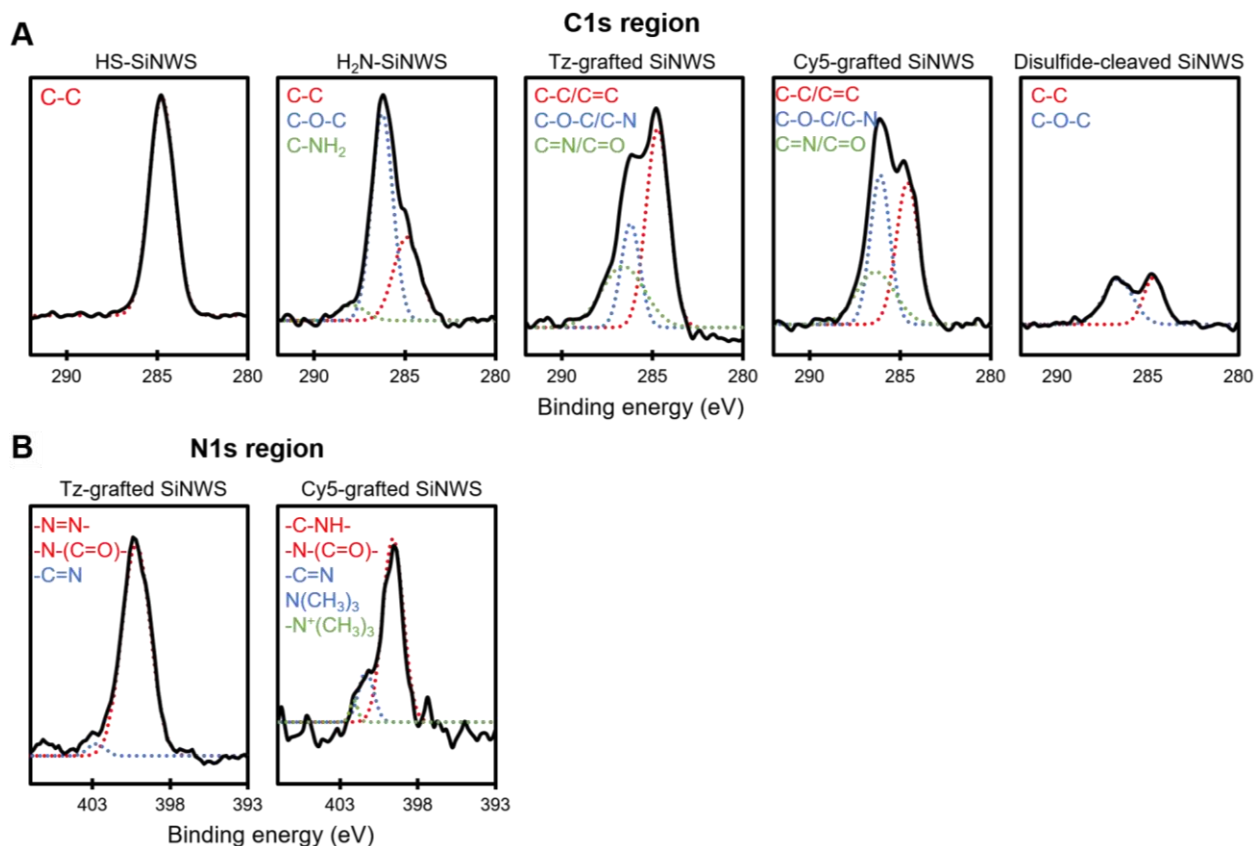 A
C1s region
HS-SiNWS
C-C
290
285
280
H₂N-SiNWS
C-C
C-O-C
C-NH₂
290
285
280
Tz-grafted SiNWS
C-C/C=C
C-O-C/C-N
C=N/C=O
290
285
280
Cy5-grafted SiNWS
C-C/C=C
C-O-C/C-N
C=N/C=O
290
285
280
Disulfide-cleaved SiNWS
C-C
C-O-C
290
285
280
Binding energy (eV)
B
N1s region
Tz-grafted SiNWS
-N=N-
-N-(C=O)-
-C=N
403
398
393
Cy5-grafted SiNWS
-C-NH-
-N-(C=O)-
-C=N
N(CH₃)₃
-N⁺(CH₃)₃
403
398
393
Binding energy (eV)